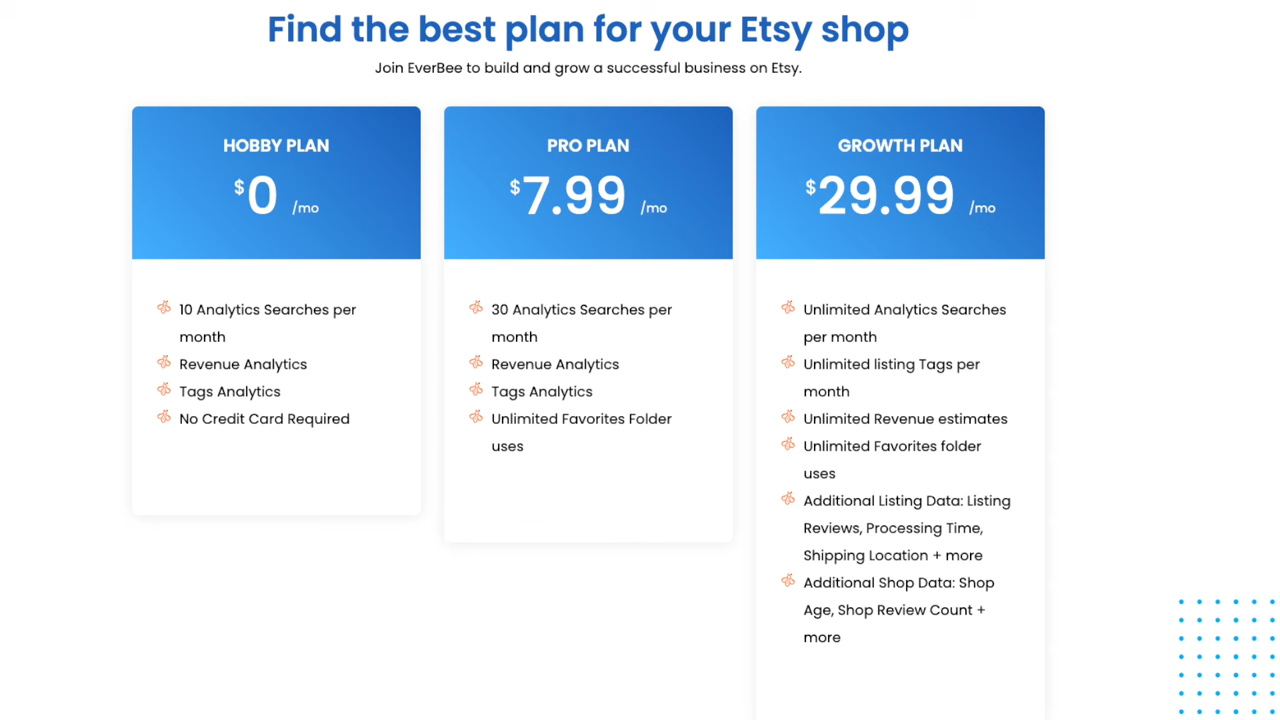 Find the best plan for your Etsy shop
Join EverBee to build and grow a successful business on Etsy.
HOBBY PLAN
$0 /mo
10 Analytics Searches per
month
Revenue Analytics
Tags Analytics
No Credit Card Required
PRO PLAN
$7.99 /mo
30 Analytics Searches per
month
Revenue Analytics
Tags Analytics
Unlimited Favorites Folder
uses
GROWTH PLAN
$29.99 /mo
Unlimited Analytics Searches
per month
Unlimited listing Tags per
month
Unlimited Revenue estimates
Unlimited Favorites folder
uses
Additional Listing Data: Listing
Reviews, Processing Time,
Shipping Location + more
Additional Shop Data: Shop
Age, Shop Review Count +
more